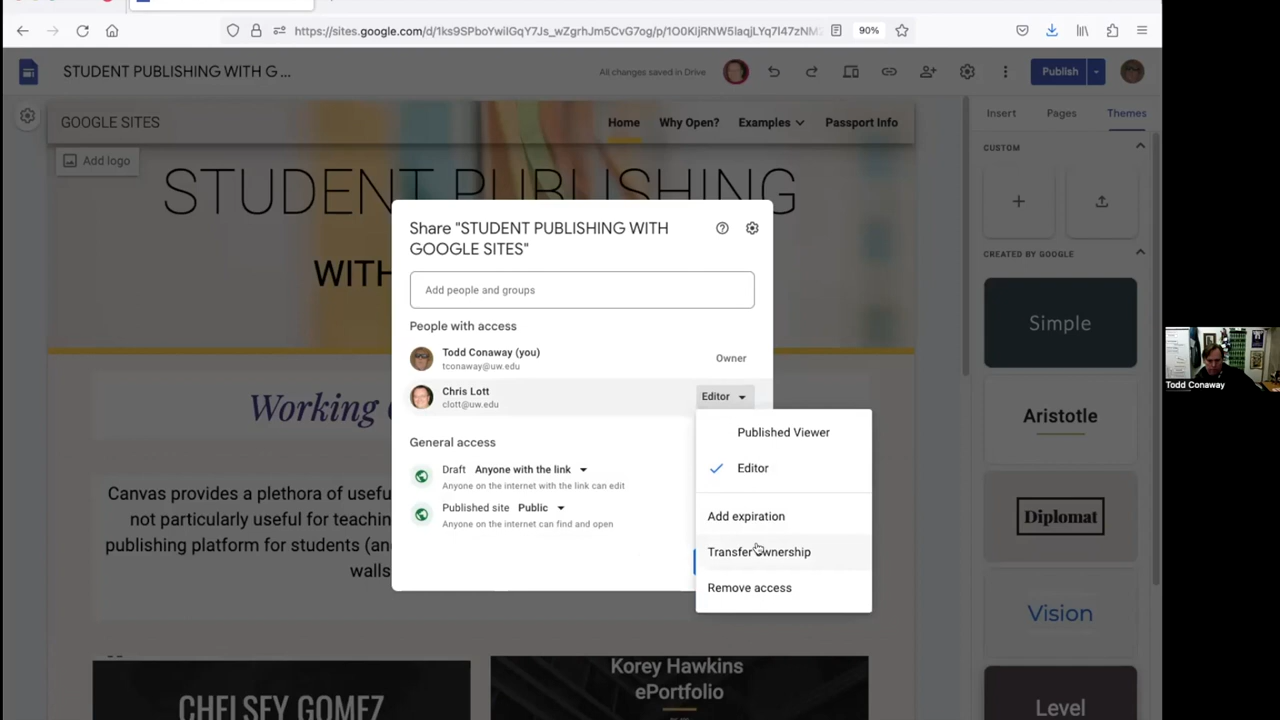 https://sites.google.com/d/1ks9SPboYwiIGqY7Js_wZgrhJm5CvG7og/p/1O0KljRNW5laqjLYq7I47zNM
90%
STUDENT PUBLISHING WITH G ...
All changes saved in Drive
Publish
GOOGLE SITES
Home
Why Open?
Examples
Passport Info
Insert
Pages
Themes
Add logo
STUDENT PUBLISHING
WITH
CUSTOM
CREATED BY GOOGLE
Simple
Aristotle
Diplomat
Vision
Level
Share "STUDENT PUBLISHING WITH
GOOGLE SITES"
Add people and groups
People with access
Todd Conaway (you)
tconaway@uw.edu
Owner
Chris Lott
clott@uw.edu
Editor
General access
Draft Anyone with the link
Anyone on the internet with the link can edit
Published site Public
Anyone on the internet can find and open
Published Viewer
Editor
Add expiration
Transfer ownership
Remove access
Working
Canvas provides a plethora of usef
not particularly useful for teachin
publishing platform for students (an
walls
CHELSEY GOMEZ
Korey Hawkins
ePortfolio
Todd Conaway